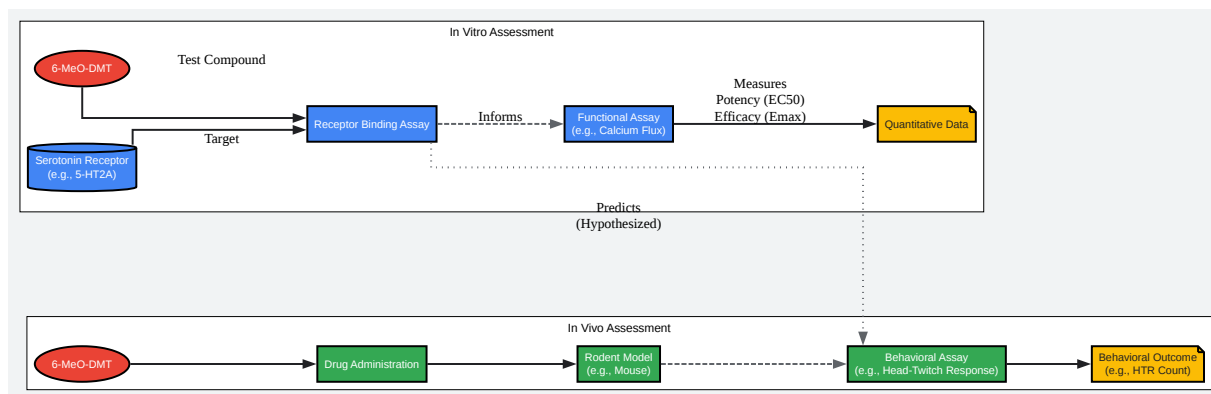 In Vitro Assessment
6-MeO-DMT
Test Compound
Measures
Potency (EC50)
Efficacy (Emax)
Receptor Binding Assay
Informs
Functional Assay
(e.g., Calcium Flux)
Quantitative Data
Target
Serotonin Receptor
(e.g., 5-HT2A)
Predicts
(Hypothesized)
In Vivo Assessment
6-MeO-DMT
Drug Administration
Rodent Model
(e.g., Mouse)
Behavioral Assay
(e.g., Head-Twitch Response)
Behavioral Outcome
(e.g., HTR Count)